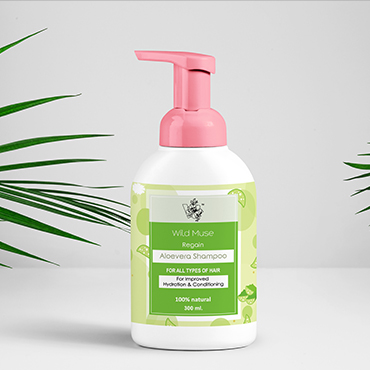 Wild Muse
Regain
Aloevera Shampoo
FOR ALL TYPES OF HAIR
For Improved
Hydration & Conditioning
100% natural
300 ml.